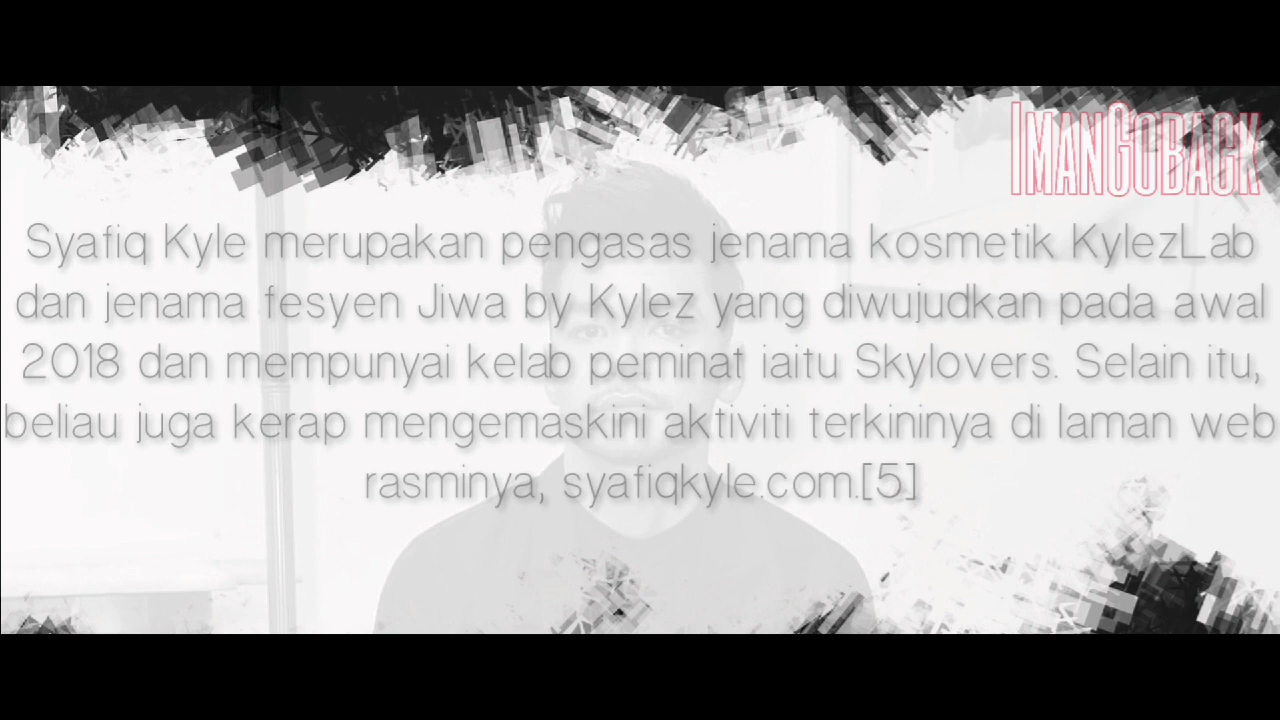 IMANGOBACK
Syafiq Kyle merupakan pengasas jenama kosmetik KylezLab
dan jenama fesyen Jiwa by Kylez yang diwujudkan pada awal
2018 dan mempunyai kelab peminat iaitu Skylovers. Selain itu,
beliau juga kerap mengemaskini aktiviti terkininya di laman web
rasminya, syafiqkyle.com.[5]